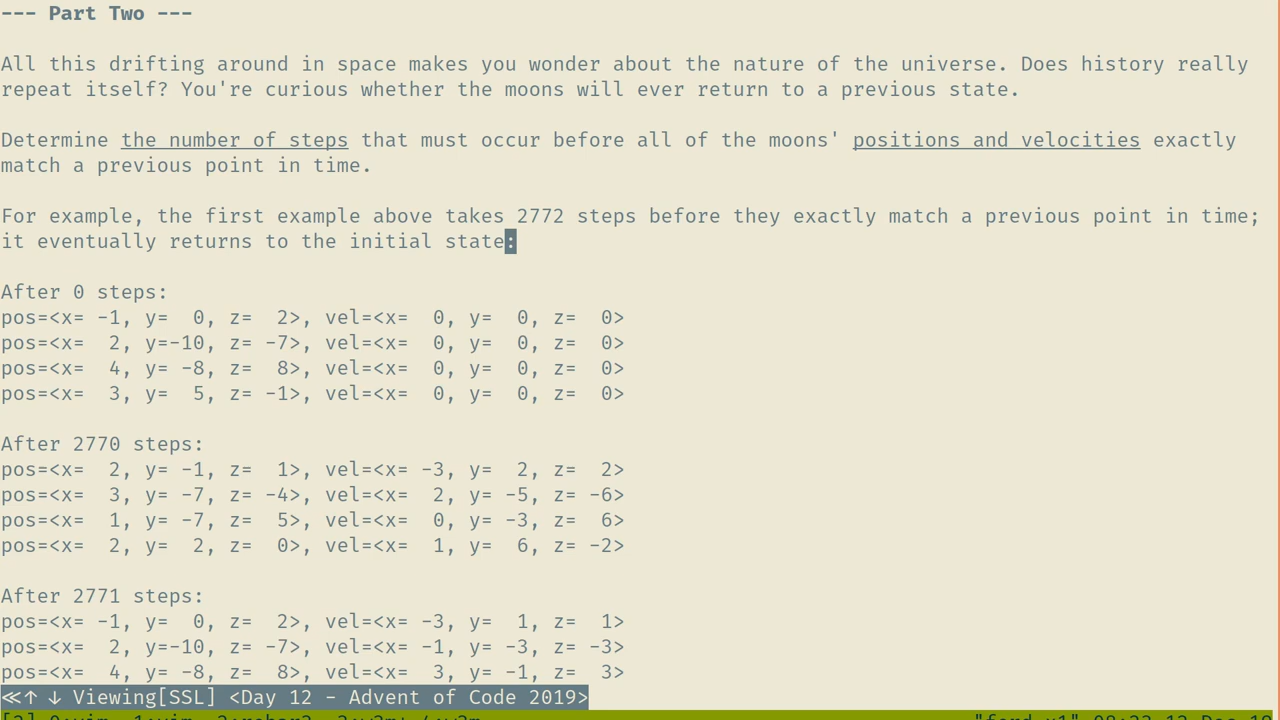 --- Part Two ---
All this drifting around in space makes you wonder about the nature of the universe. Does history really
repeat itself? You're curious whether the moons will ever return to a previous state.
Determine the number of steps that must occur before all of the moons' positions and velocities exactly
match a previous point in time.
For example, the first example above takes 2772 steps before they exactly match a previous point in time;
it eventually returns to the initial state:
After 0 steps:
pos=<x= -1, y=  0, z=  2>, vel=<x=  0, y=  0, z=  0>
pos=<x=  2, y=-10, z= -7>, vel=<x=  0, y=  0, z=  0>
pos=<x=  4, y= -8, z=  8>, vel=<x=  0, y=  0, z=  0>
pos=<x=  3, y=  5, z= -1>, vel=<x=  0, y=  0, z=  0>
After 2770 steps:
pos=<x=  2, y= -1, z=  1>, vel=<x= -3, y=  2, z=  2>
pos=<x=  3, y= -7, z= -4>, vel=<x=  2, y= -5, z= -6>
pos=<x=  1, y= -7, z=  5>, vel=<x=  0, y= -3, z=  6>
pos=<x=  2, y=  2, z=  0>, vel=<x=  1, y=  6, z= -2>
After 2771 steps:
pos=<x= -1, y=  0, z=  2>, vel=<x= -3, y=  1, z=  1>
pos=<x=  2, y=-10, z= -7>, vel=<x= -1, y= -3, z= -3>
pos=<x=  4, y= -8, z=  8>, vel=<x=  3, y= -1, z=  3>
≪↑ ↓ Viewing[SSL] <Day 12 - Advent of Code 2019>